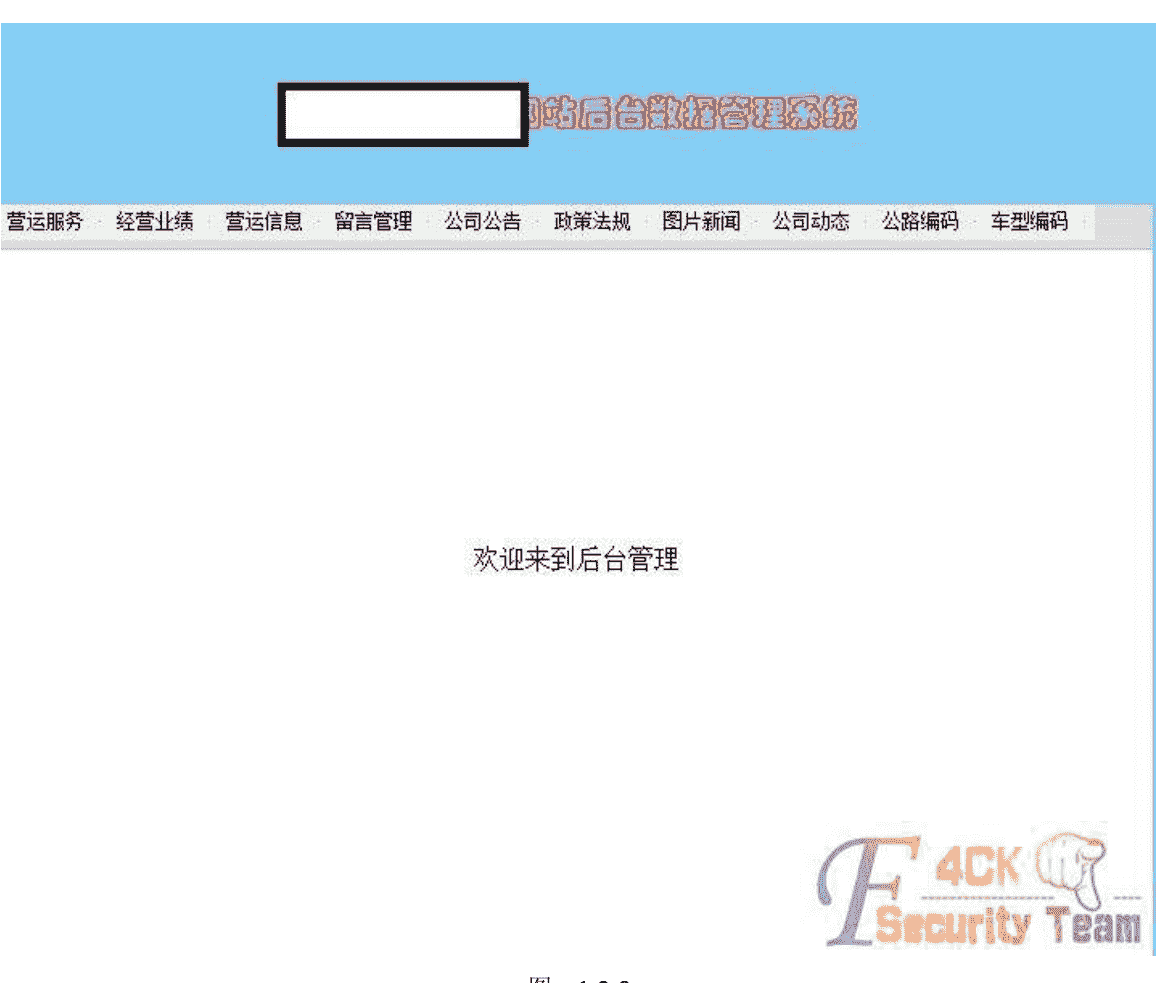 网站后台数据管理系统
营运服务 经营业绩 营运信息 留言管理 公司公告 政策法规 图片新闻 公司动态 公路编码 车型编码
欢迎来到后台管理
F4CK
Security Team